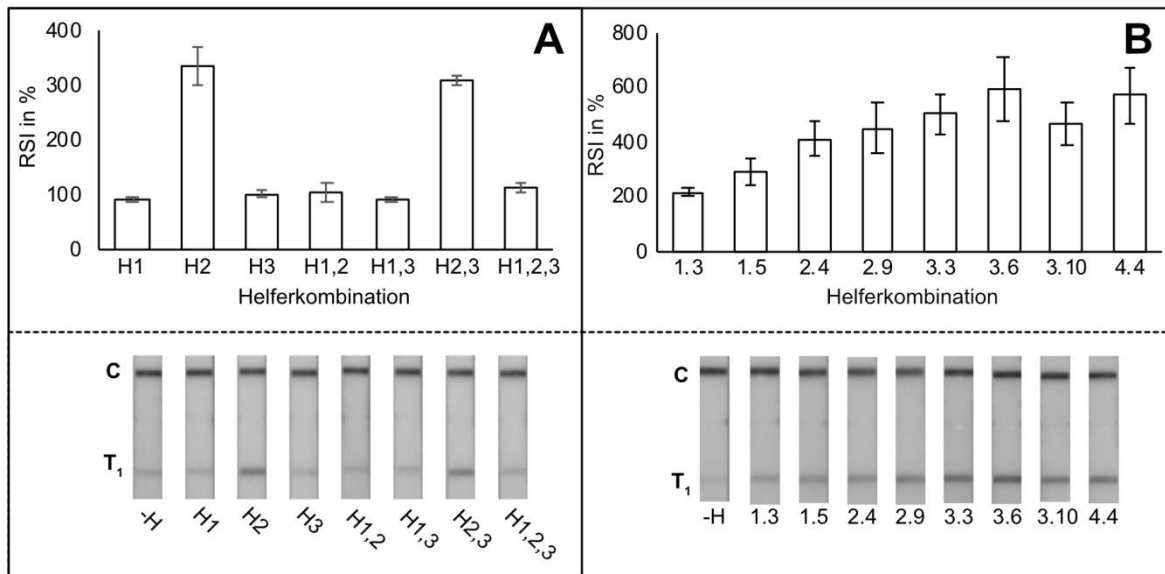 A
RSI in %
400
300
200
100
0
H1 H2 H3 H1,2 H1,3 H2,3 H1,2,3
Helferkombination
C
T₁
-H H1 H2 H3 H1,2 H1,3 H2,3 H1,2,3
B
RSI in %
800
600
400
200
0
1.3 1.5 2.4 2.9 3.3 3.6 3.10 4.4
Helferkombination
C
T₁
-H 1.3 1.5 2.4 2.9 3.3 3.6 3.10 4.4